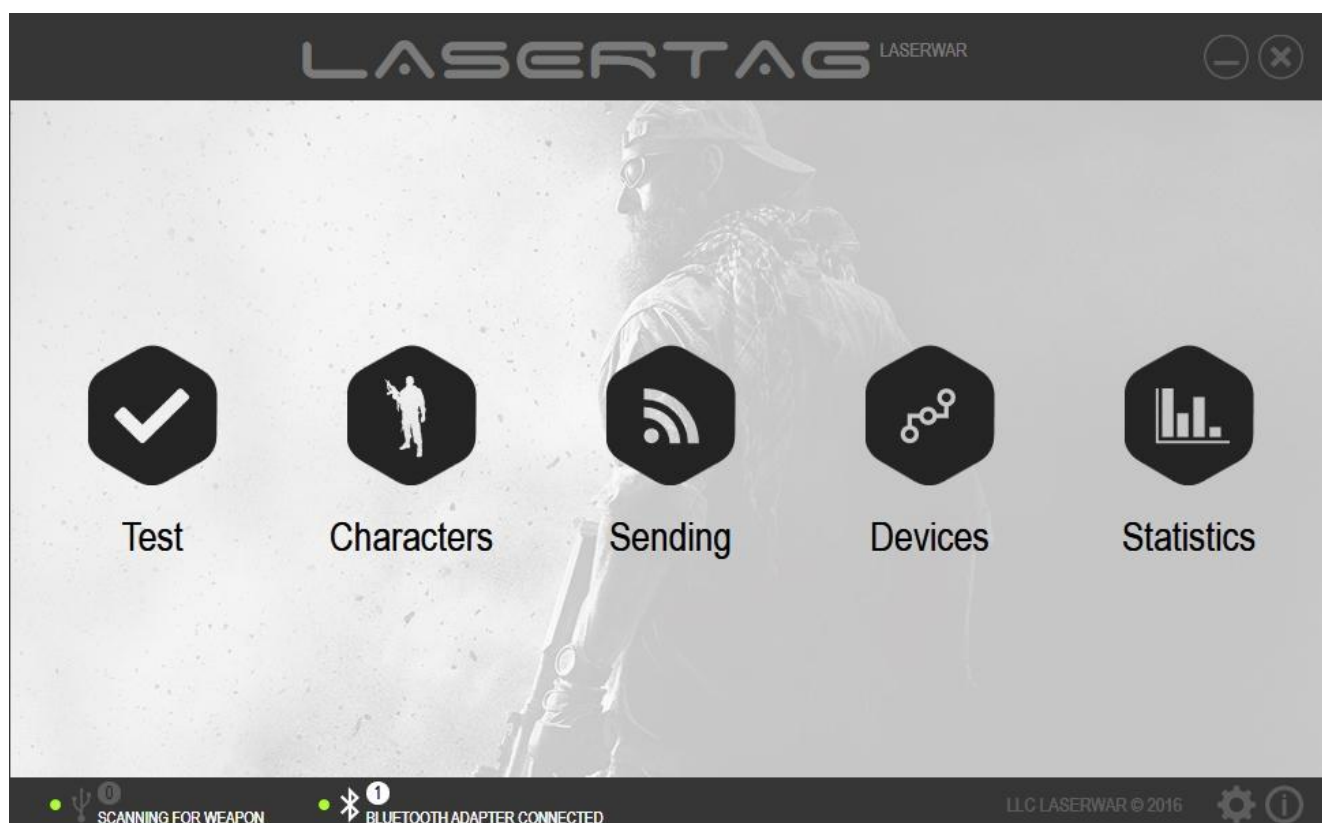 LASERTAG LASERWAR
Test Characters Sending Devices Statistics
0 1
SCANNING FOR WEAPON BLUETOOTH ADAPTER CONNECTED LLC LASERWAR © 2016